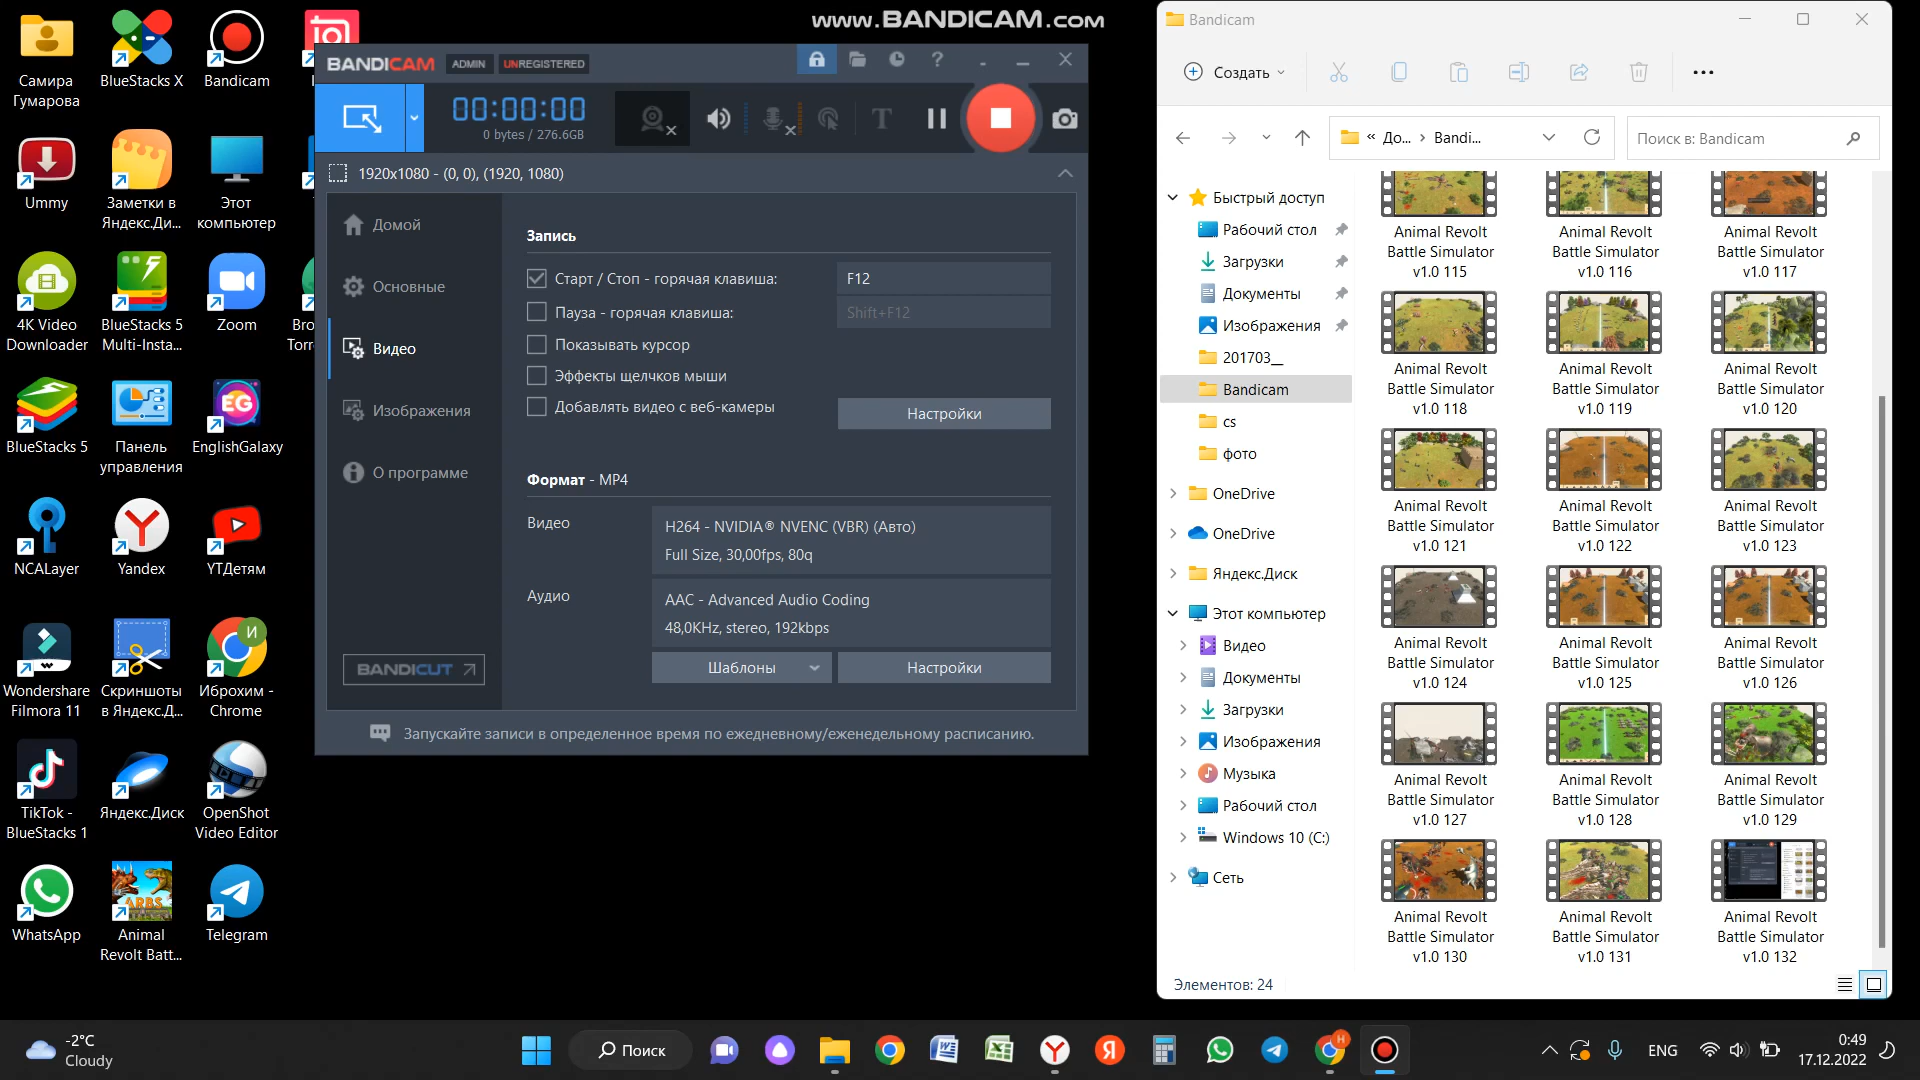 www.BANDICAM.com
Самира
Гумарова
BlueStacks X
Bandicam
Ummy
Заметки в
Яндекс.Ди...
Этот
компьютер
4K Video
Downloader
BlueStacks 5
Multi-Insta...
Zoom
Bro
Torr
BlueStacks 5
Панель
управления
EG
EnglishGalaxy
NCALayer
Yandex
YTДетям
Wondershare
Filmora 11
Скриншоты
в Яндекс.Д...
И
Иброхим -
Chrome
TikTok -
BlueStacks 1
Яндекс.Диск
OpenShot
Video Editor
WhatsApp
ARBS
Animal
Revolt Batt...
Telegram
BANDICAM ADMIN UNREGISTERED
00:00:00
0 bytes / 276.6GB
1920x1080 - (0, 0), (1920, 1080)
Домой
Основные
Видео
Изображения
О программе
BANDICUT
Запись
Старт / Стоп - горячая клавиша: F12
Пауза - горячая клавиша: Shift+F12
Показывать курсор
Эффекты щелчков мыши
Добавлять видео с веб-камеры
Настройки
Формат - MP4
Видео
H264 - NVIDIA® NVENC (VBR) (Авто)
Full Size, 30,00fps, 80q
Аудио
AAC - Advanced Audio Coding
48,0KHz, stereo, 192kbps
Шаблоны Настройки
Запускайте записи в определенное время по ежедневному/еженедельному расписанию.
Bandicam
Создать
« До... › Bandi...
Поиск в: Bandicam
Быстрый доступ
Рабочий стол
Загрузки
Документы
Изображения
201703__
Bandicam
cs
фото
OneDrive
OneDrive
Яндекс.Диск
Этот компьютер
Видео
Документы
Загрузки
Изображения
Музыка
Рабочий стол
Windows 10 (C:)
Сеть
Animal Revolt
Battle Simulator
v1.0 115
Animal Revolt
Battle Simulator
v1.0 116
Animal Revolt
Battle Simulator
v1.0 117
Animal Revolt
Battle Simulator
v1.0 118
Animal Revolt
Battle Simulator
v1.0 119
Animal Revolt
Battle Simulator
v1.0 120
Animal Revolt
Battle Simulator
v1.0 121
Animal Revolt
Battle Simulator
v1.0 122
Animal Revolt
Battle Simulator
v1.0 123
Animal Revolt
Battle Simulator
v1.0 124
Animal Revolt
Battle Simulator
v1.0 125
Animal Revolt
Battle Simulator
v1.0 126
Animal Revolt
Battle Simulator
v1.0 127
Animal Revolt
Battle Simulator
v1.0 128
Animal Revolt
Battle Simulator
v1.0 129
Animal Revolt
Battle Simulator
v1.0 130
Animal Revolt
Battle Simulator
v1.0 131
Animal Revolt
Battle Simulator
v1.0 132
Элементов: 24
-2°C
Cloudy
Поиск
ENG
0:49
17.12.2022